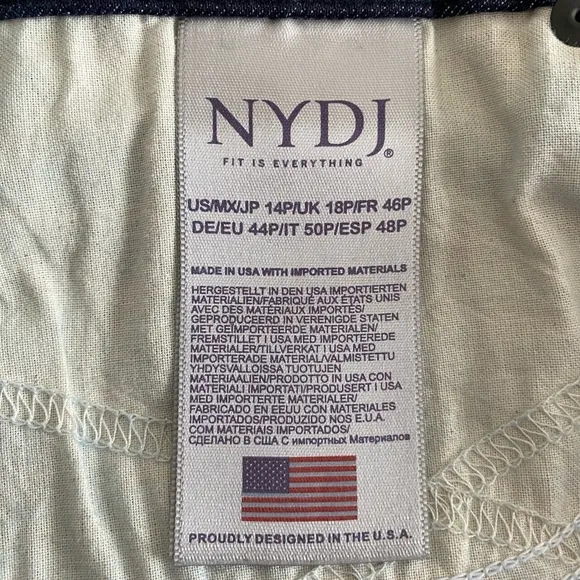 NYDJ®
FIT IS EVERYTHING
US/MX/JP 14P/UK 18P/FR 46P
DE/EU 44P/IT 50P/ESP 48P
MADE IN USA WITH IMPORTED MATERIALS
HERGESTELLT IN DEN USA IMPORTIERTEN
MATERIALIEN/FABRIQUÉ AUX ÉTATS UNIS
AVEC DES MATÉRIAUX IMPORTÉS/
GEPRODUCEERD IN VERENIGDE STATEN
MET GEÏMPORTEERDE MATERIALEN/
FREMSTILLET I USA MED IMPORTEREDE
MATERIALER/TILLVERKAT I USA MED
IMPORTERADE MATERIAL/VALMISTETTU
YHDYSVALLOISSA TUOTUJEN
MATERIAALIEN/PRODOTTO IN USA CON
MATERIALI IMPORTATI/PRODUSERT I USA
MED IMPORTERTE MATERIALER/
FABRICADO EN EEUU CON MATERIALES
IMPORTADOS/PRODUZIDO NOS E.U.A.
COM MATERIAIS IMPORTADOS/
СДЕЛАНО В США С импортных Материалов
PROUDLY DESIGNED IN THE U.S.A.